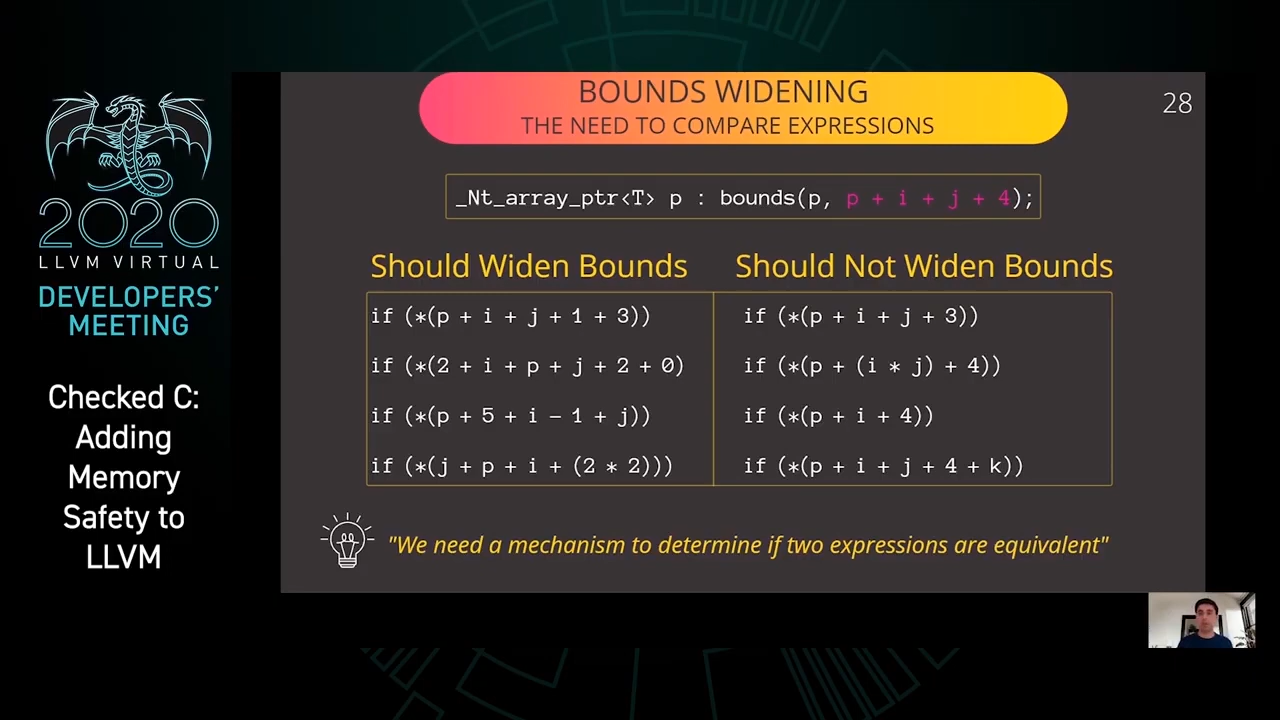 2020
LLVM VIRTUAL
DEVELOPERS'
MEETING
Checked C:
Adding
Memory
Safety to
LLVM
BOUNDS WIDENING
THE NEED TO COMPARE EXPRESSIONS
28
_Nt_array_ptr<T> p : bounds(p, p + i + j + 4);
Should Widen Bounds
if (*(p + i + j + 1 + 3))
if (*(2 + i + p + j + 2 + 0)
if (*(p + 5 + i - 1 + j))
if (*(j + p + i + (2 * 2)))
Should Not Widen Bounds
if (*(p + i + j + 3))
if (*(p + (i * j) + 4))
if (*(p + i + 4))
if (*(p + i + j + 4 + k))
"We need a mechanism to determine if two expressions are equivalent"